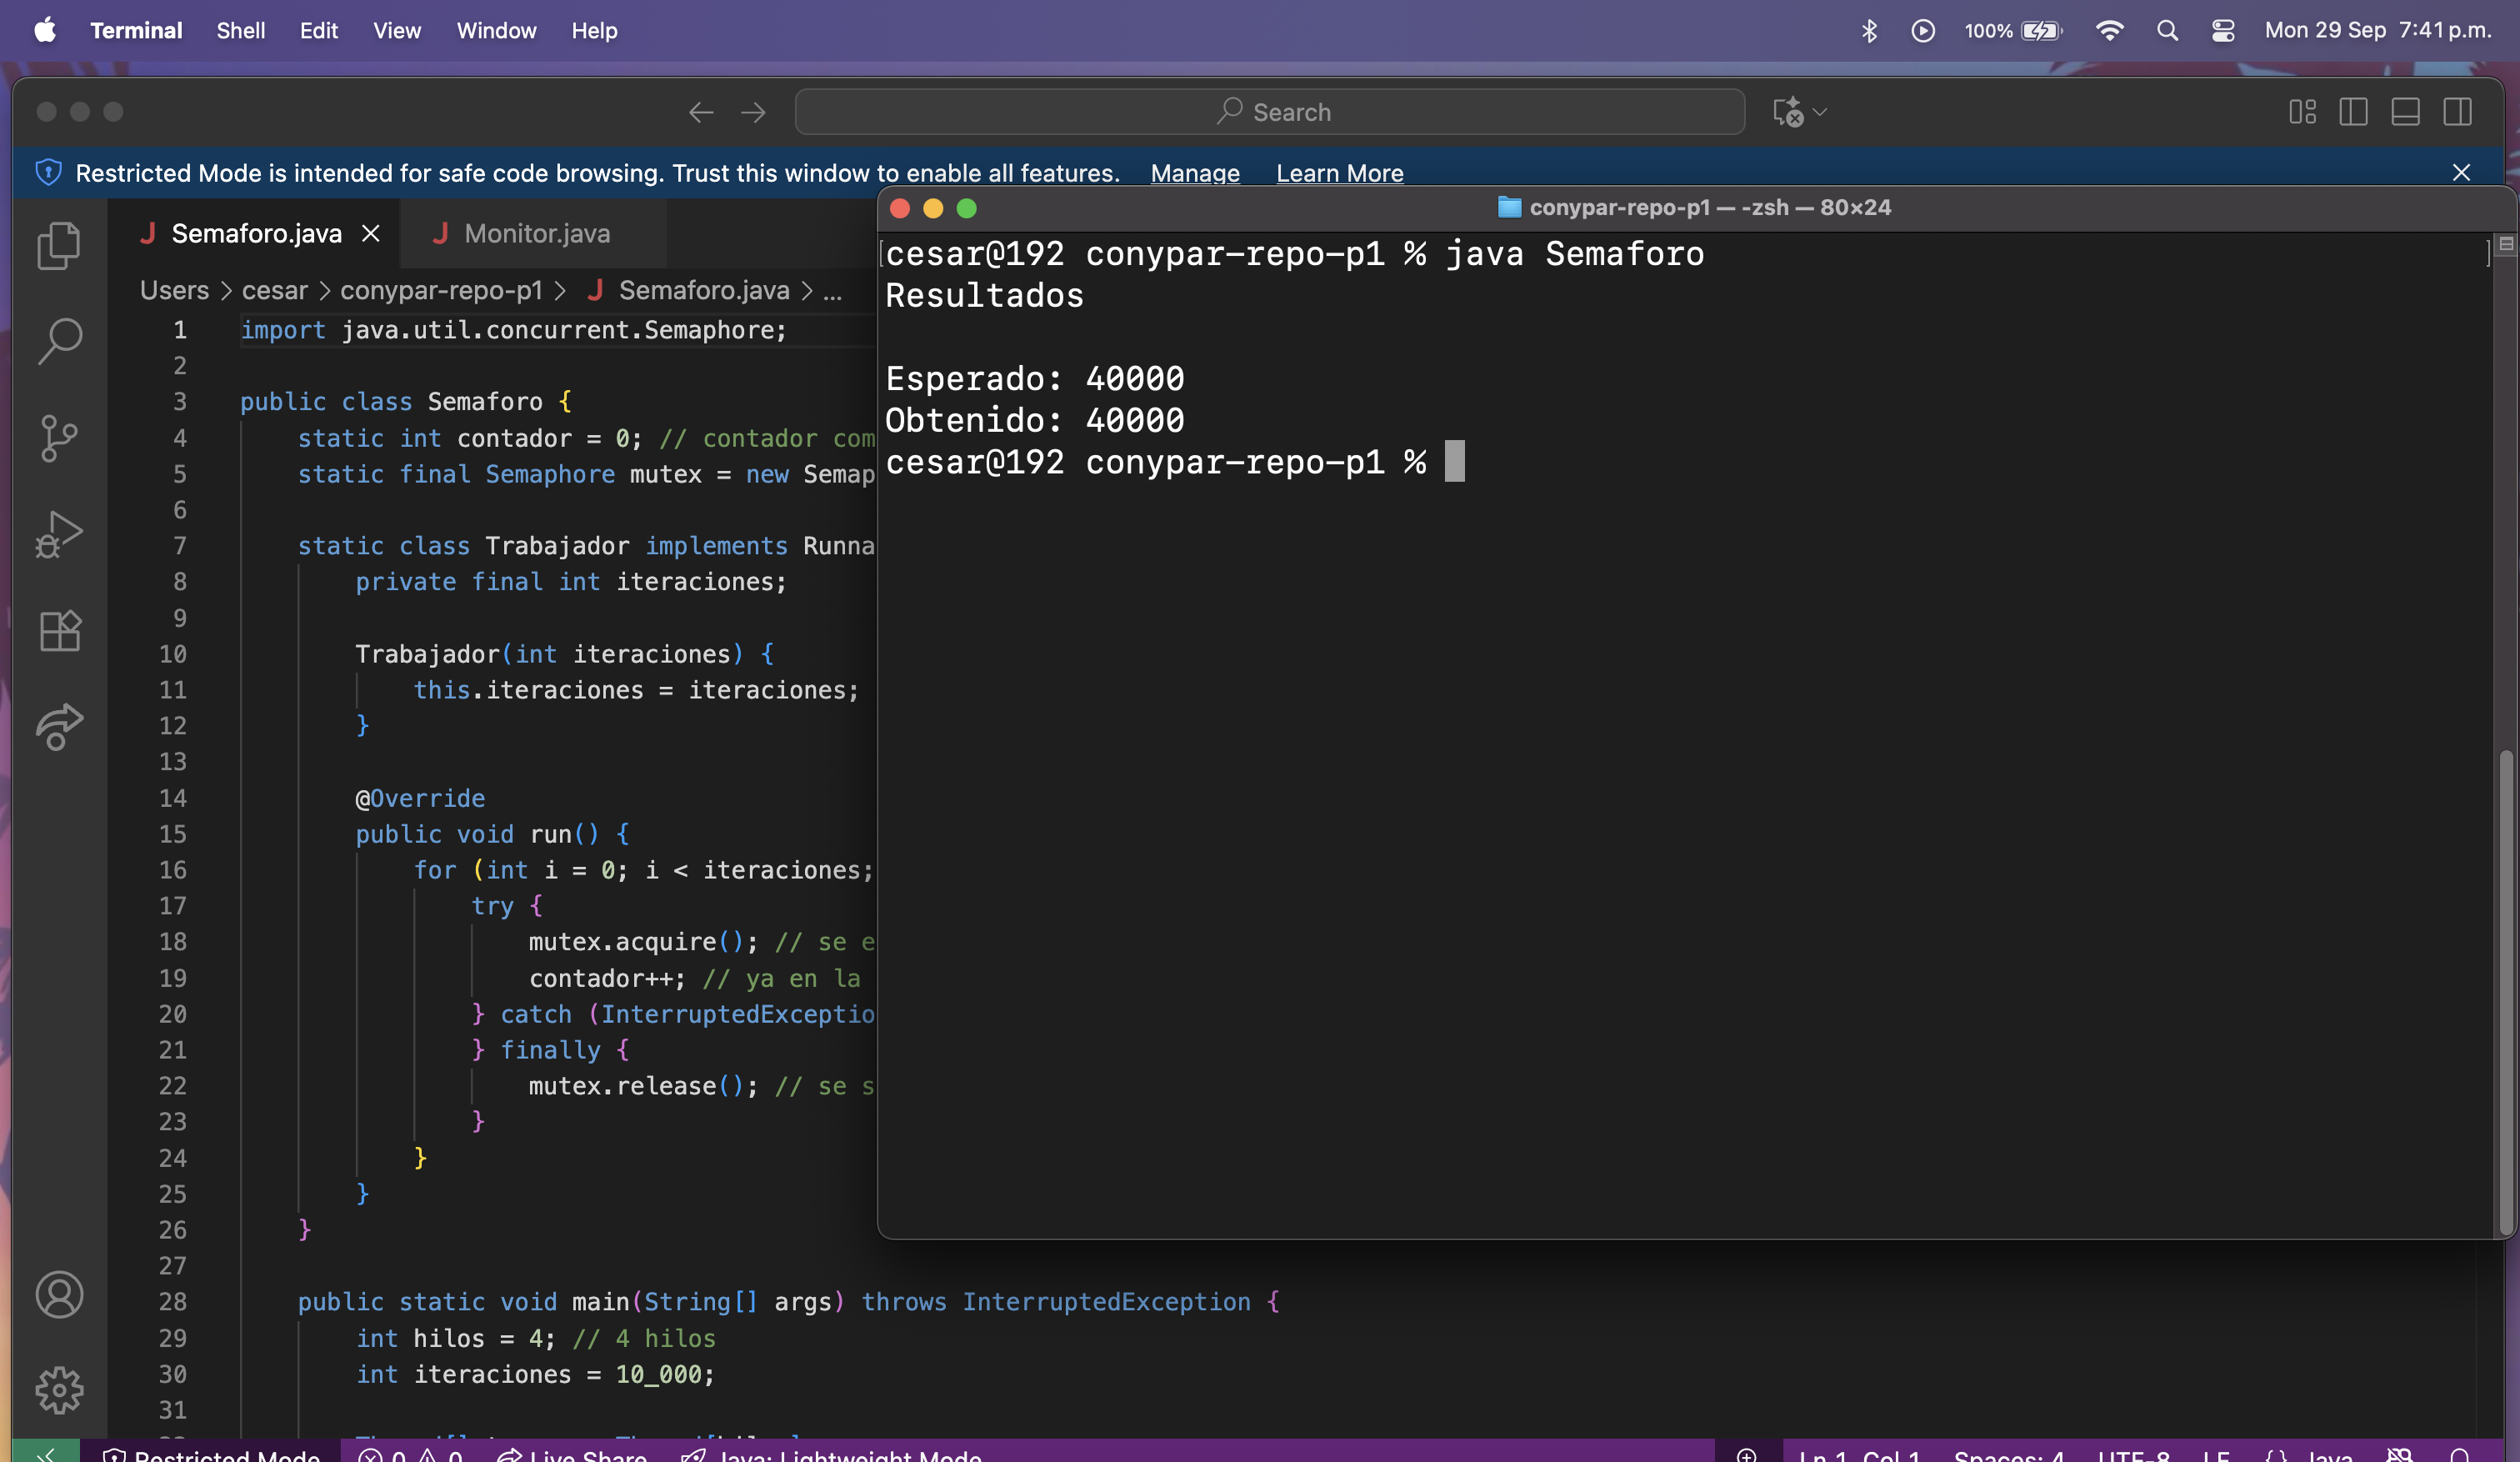 Terminal Shell Edit View Window Help 100% Mon 29 Sep 7:41 p.m.
Search
Restricted Mode is intended for safe code browsing. Trust this window to enable all features. Manage Learn More
Semaforo.java Monitor.java
Users > cesar > conypar-repo-p1 > J Semaforo.java > ...
1 import java.util.concurrent.Semaphore;
2
3 public class Semaforo {
4 static int contador = 0; // contador com
5 static final Semaphore mutex = new Semap
6
7 static class Trabajador implements Runna
8 private final int iteraciones;
9
10 Trabajador(int iteraciones) {
11 this.iteraciones = iteraciones;
12 }
13
14 @Override
15 public void run() {
16 for (int i = 0; i < iteraciones;
17 try {
18 mutex.acquire(); // se e
19 contador++; // ya en la
20 } catch (InterruptedExceptio
21 } finally {
22 mutex.release(); // se s
23 }
24 }
25 }
26 }
27
28 public static void main(String[] args) throws InterruptedException {
29 int hilos = 4; // 4 hilos
30 int iteraciones = 10_000;
31
conypar-repo-p1 — -zsh — 80×24
cesar@192 conypar-repo-p1 % java Semaforo
Resultados
Esperado: 40000
Obtenido: 40000
cesar@192 conypar-repo-p1 %
Restricted Mode 0 0 Live Share Java: Lightweight Mode Ln 1, Col 1 Spaces: 4 UTF-8 LF {} Java